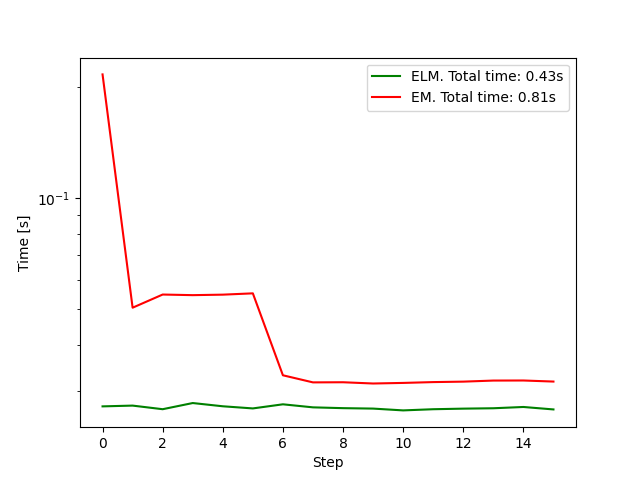 ELM. Total time: 0.43s
EM. Total time: 0.81s
10⁻¹
Time [s]
0 2 4 6 8 10 12 14
Step